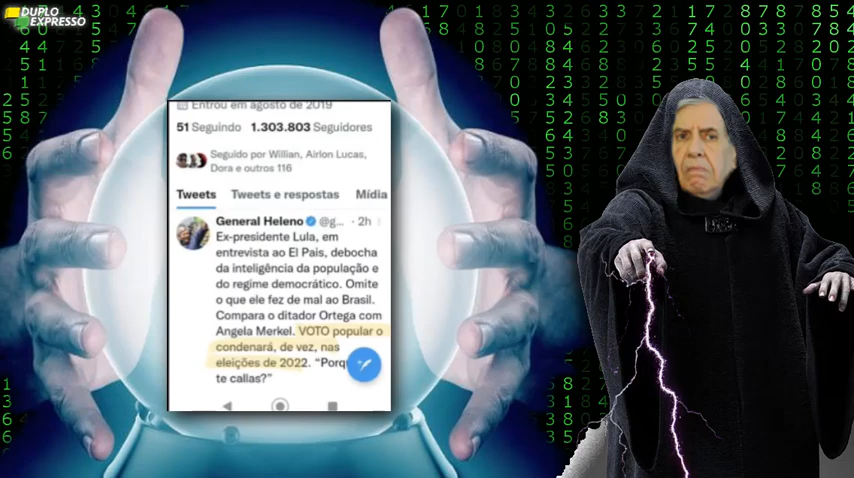 DUPLO
EXPRESSO
Entrou em agosto de 2019
51 Seguindo 1.303.803 Seguidores
Seguido por Willian, Airlon Lucas,
Dora e outros 116
Tweets Tweets e respostas Mídia
General Heleno @g... · 2h
Ex-presidente Lula, em
entrevista ao El Pais, debocha
da inteligência da população e
do regime democrático. Omite
o que ele fez de mal ao Brasil.
Compara o ditador Ortega com
Angela Merkel. VOTO popular o
condenará, de vez, nas
eleições de 2022.
te callas?”